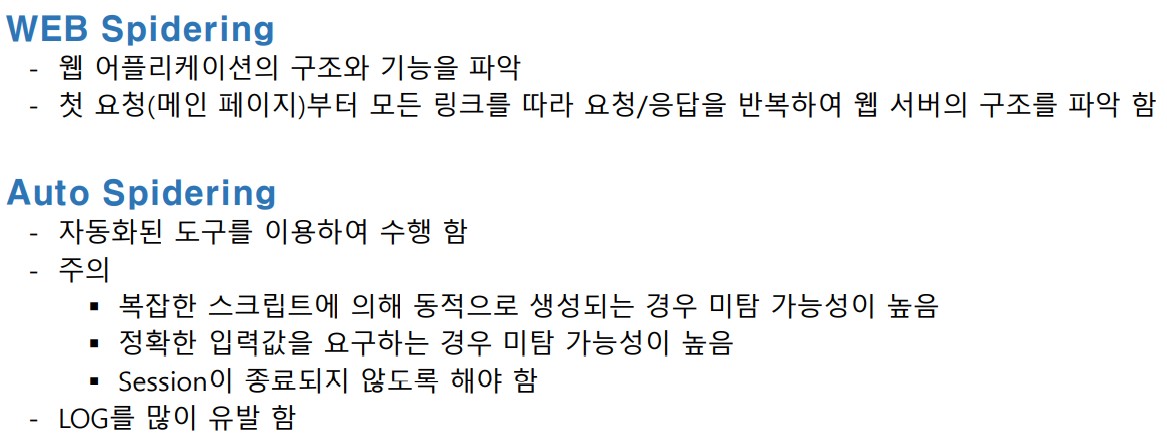 WEB Spidering
- 웹 어플리케이션의 구조와 기능을 파악
- 첫 요청(메인 페이지)부터 모든 링크를 따라 요청/응답을 반복하여 웹 서버의 구조를 파악 함
Auto Spidering
- 자동화된 도구를 이용하여 수행 함
- 주의
▪ 복잡한 스크립트에 의해 동적으로 생성되는 경우 미탐 가능성이 높음
▪ 정확한 입력값을 요구하는 경우 미탐 가능성이 높음
▪ Session이 종료되지 않도록 해야 함
- LOG를 많이 유발 함